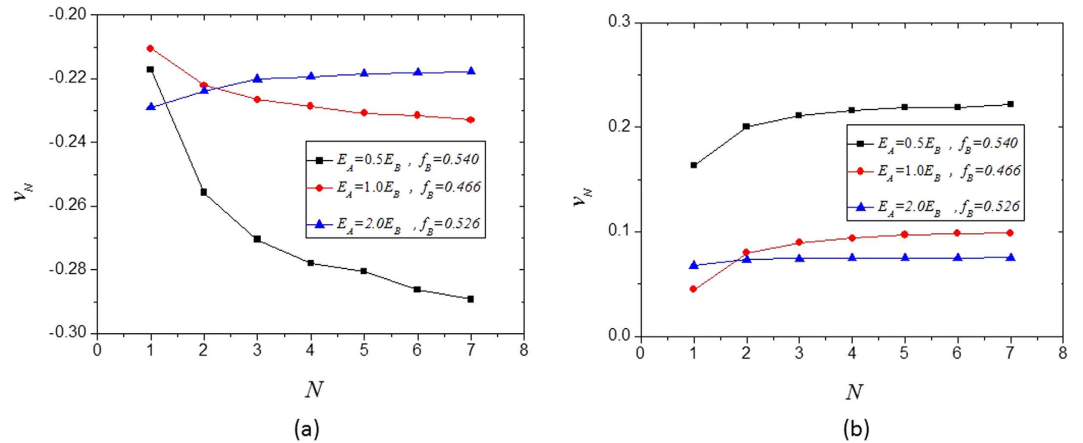 -0.20
-0.22
-0.24
-0.26
-0.28
-0.30
v_N
E_A=0.5E_B , f_B=0.540
E_A=1.0E_B , f_B=0.466
E_A=2.0E_B , f_B=0.526
0 1 2 3 4 5 6 7 8
N
(a)
0.3
0.2
0.1
0.0
v_N
E_A=0.5E_B , f_B=0.540
E_A=1.0E_B , f_B=0.466
E_A=2.0E_B , f_B=0.526
0 1 2 3 4 5 6 7 8
N
(b)